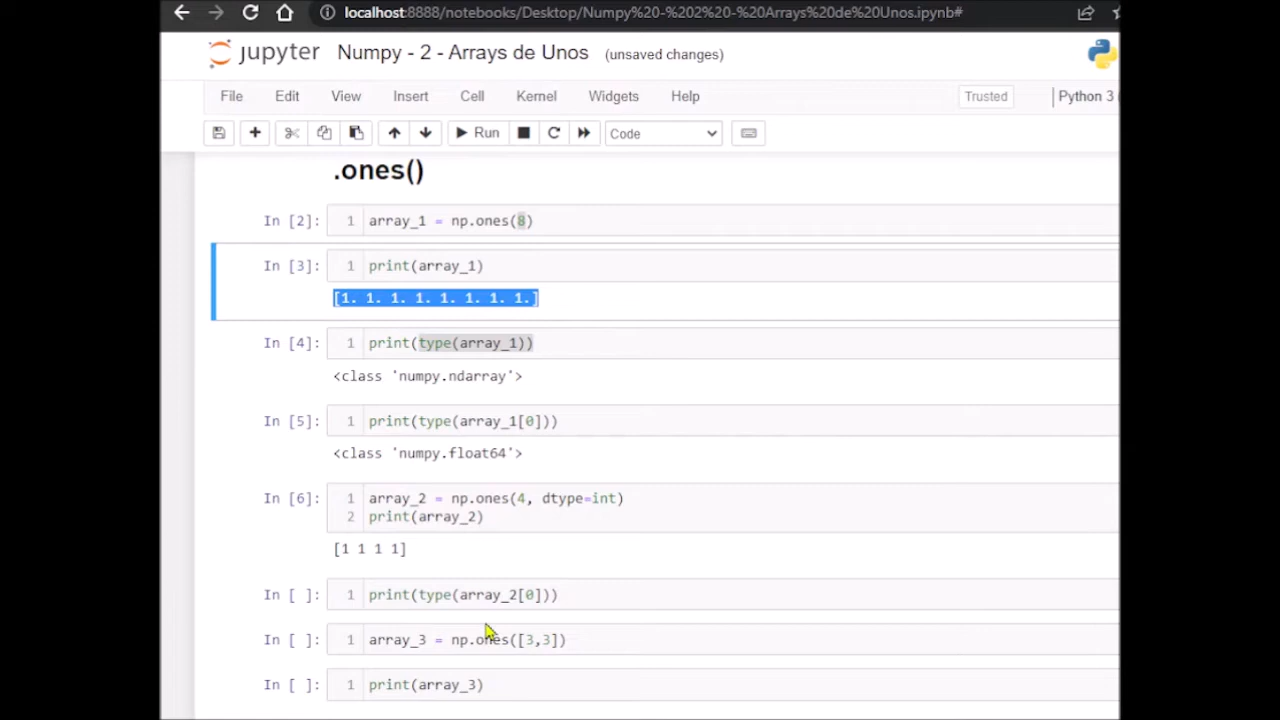 localhost:8888/notebooks/Desktop/Numpy%20-%202%20-%20Arrays%20de%20Unos.ipynb#
jupyter Numpy - 2 - Arrays de Unos (unsaved changes)
File Edit View Insert Cell Kernel Widgets Help Trusted Python 3
Run Code
.ones()
In [2]: 1 array_1 = np.ones(8)
In [3]: 1 print(array_1)
[1. 1. 1. 1. 1. 1. 1. 1.]
In [4]: 1 print(type(array_1))
<class 'numpy.ndarray'>
In [5]: 1 print(type(array_1[0]))
<class 'numpy.float64'>
In [6]: 1 array_2 = np.ones(4, dtype=int)
2 print(array_2)
[1 1 1 1]
In [ ]: 1 print(type(array_2[0]))
In [ ]: 1 array_3 = np.ones([3,3])
In [ ]: 1 print(array_3)